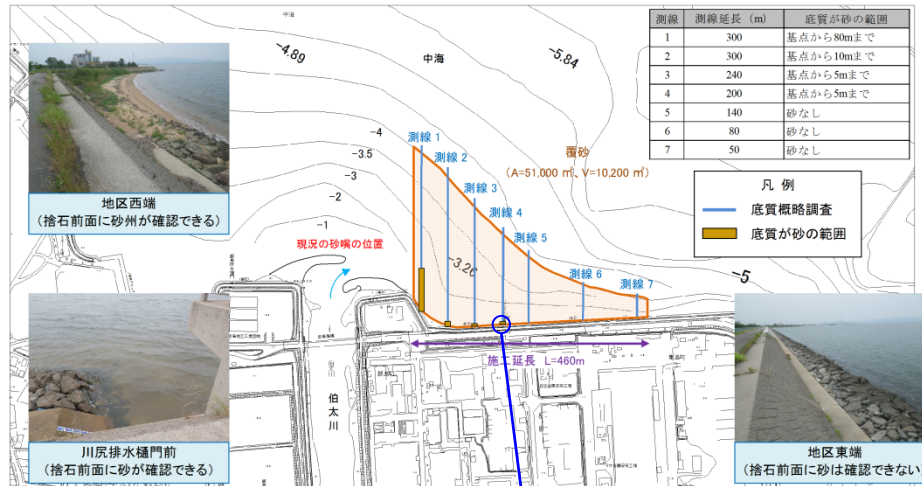 中海
中海
-4.89
-5.84
測線 測線延長 (m) 底質が砂の範囲
1 300 基点から80mまで
2 300 基点から10mまで
3 240 基点から5mまで
4 200 基点から5mまで
5 140 砂なし
6 80 砂なし
7 50 砂なし
地区西端
(捨石前面に砂州が確認できる)
-4
-3.5
-3
-2
-1
測線 1
測線 2
測線 3
測線 4
測線 5
測線 6
測線 7
覆砂
(A=51,000 ㎡、V=10,200 ㎡)
凡 例
底質概略調査
底質が砂の範囲
現況の砂嘴の位置
-3.26
-5
施工延長 L=460m
伯太川
川尻排水樋門前
(捨石前面に砂が確認できる)
地区東端
(捨石前面に砂は確認できない